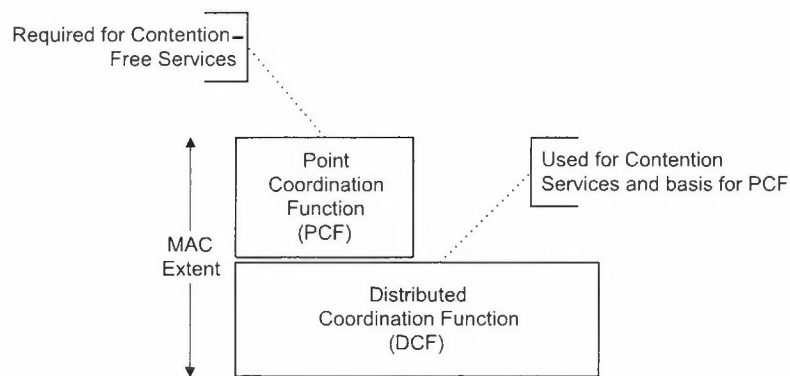 Required for Contention–
Free Services
Point
Coordination
Function
(PCF)
Used for Contention
Services and basis for PCF
MAC
Extent
Distributed
Coordination Function
(DCF)